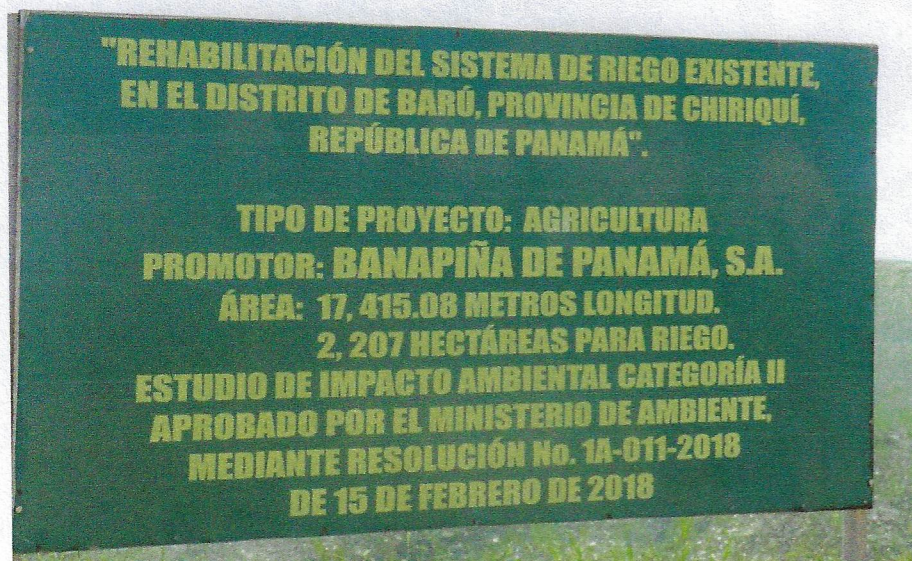 "REHABILITACIÓN DEL SISTEMA DE RIEGO EXISTENTE,
EN EL DISTRITO DE BARÚ, PROVINCIA DE CHIRIQUÍ,
REPÚBLICA DE PANAMÁ".
TIPO DE PROYECTO: AGRICULTURA
PROMOTOR: BANAPIÑA DE PANAMÁ, S.A.
ÁREA: 17, 415.08 METROS LONGITUD.
2, 207 HECTÁREAS PARA RIEGO.
ESTUDIO DE IMPACTO AMBIENTAL CATEGORÍA II
APROBADO POR EL MINISTERIO DE AMBIENTE,
MEDIANTE RESOLUCIÓN No. 1A-011-2018
DE 15 DE FEBRERO DE 2018